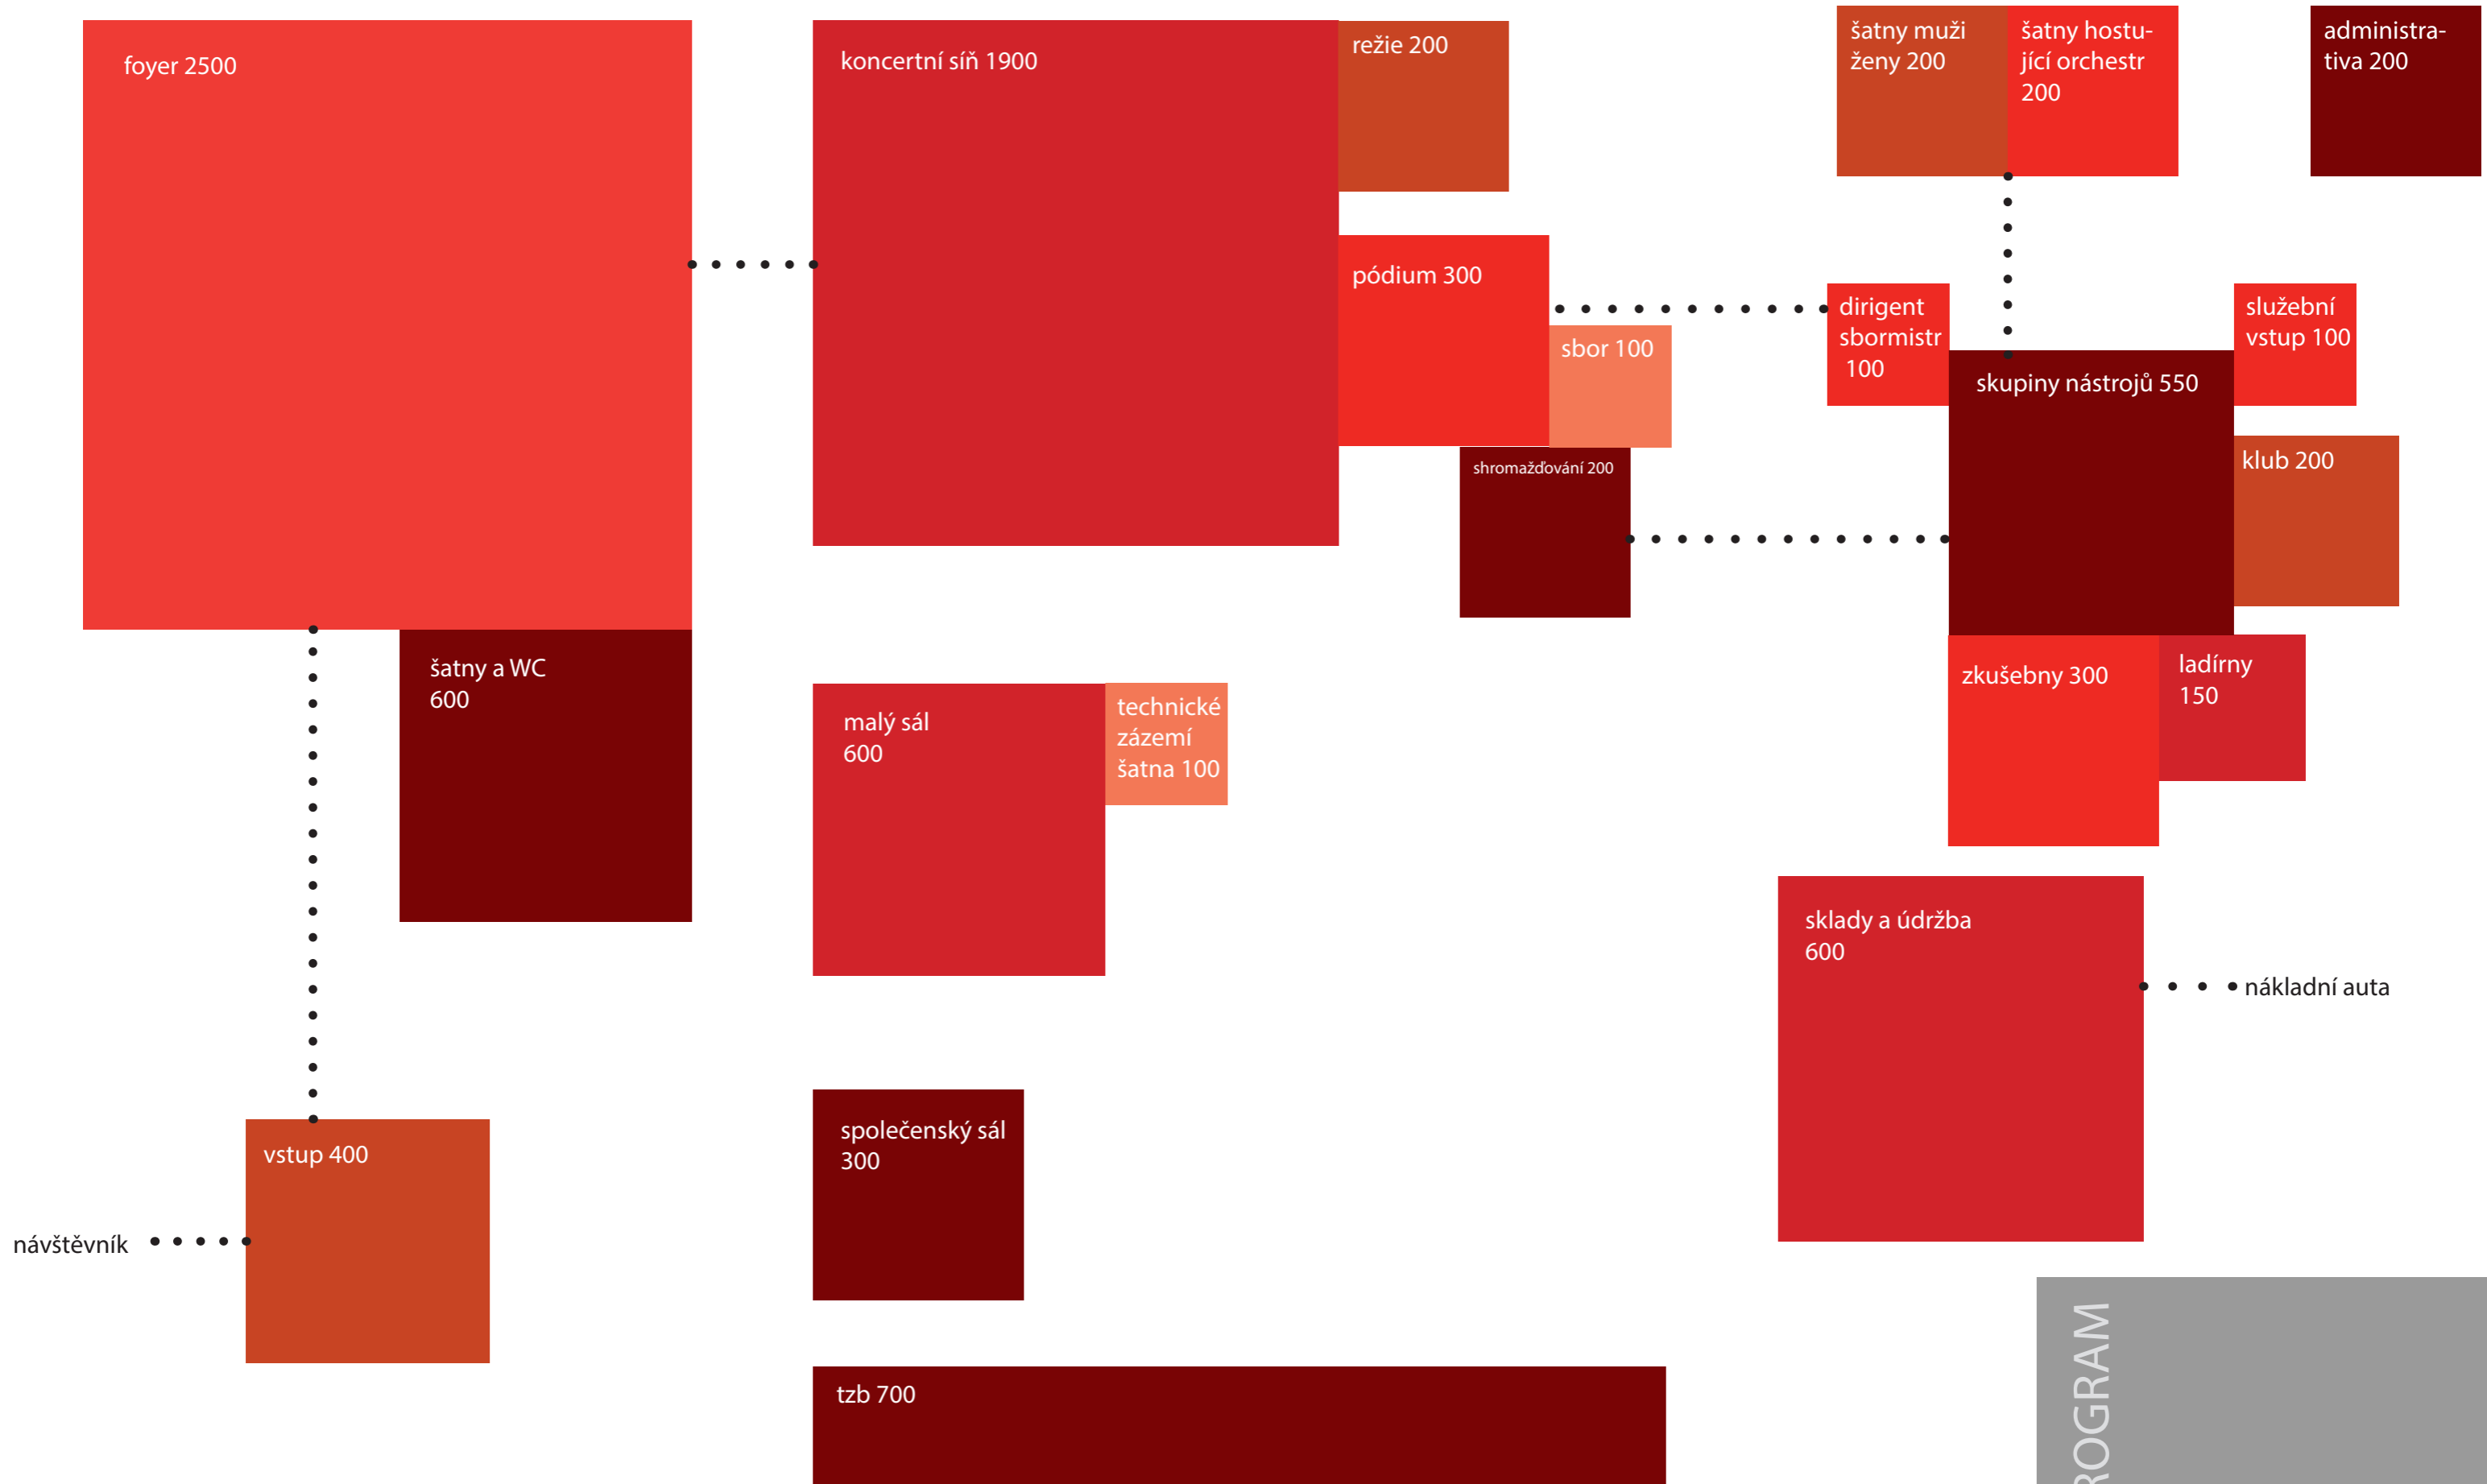 foyer 2500
koncertní síň 1900
režie 200
šatny muži
ženy 200
šatny hostu-
jící orchestr
200
administra-
tiva 200
pódium 300
sbor 100
shromažďování 200
dirigent
sbormistr
100
skupiny nástrojů 550
služební
vstup 100
klub 200
šatny a WC
600
malý sál
600
technické
zázemí
šatna 100
zkušebny 300
ladírny
150
sklady a údržba
600
nákladní auta
společenský sál
300
vstup 400
návštěvník
tzb 700
ROGRAM